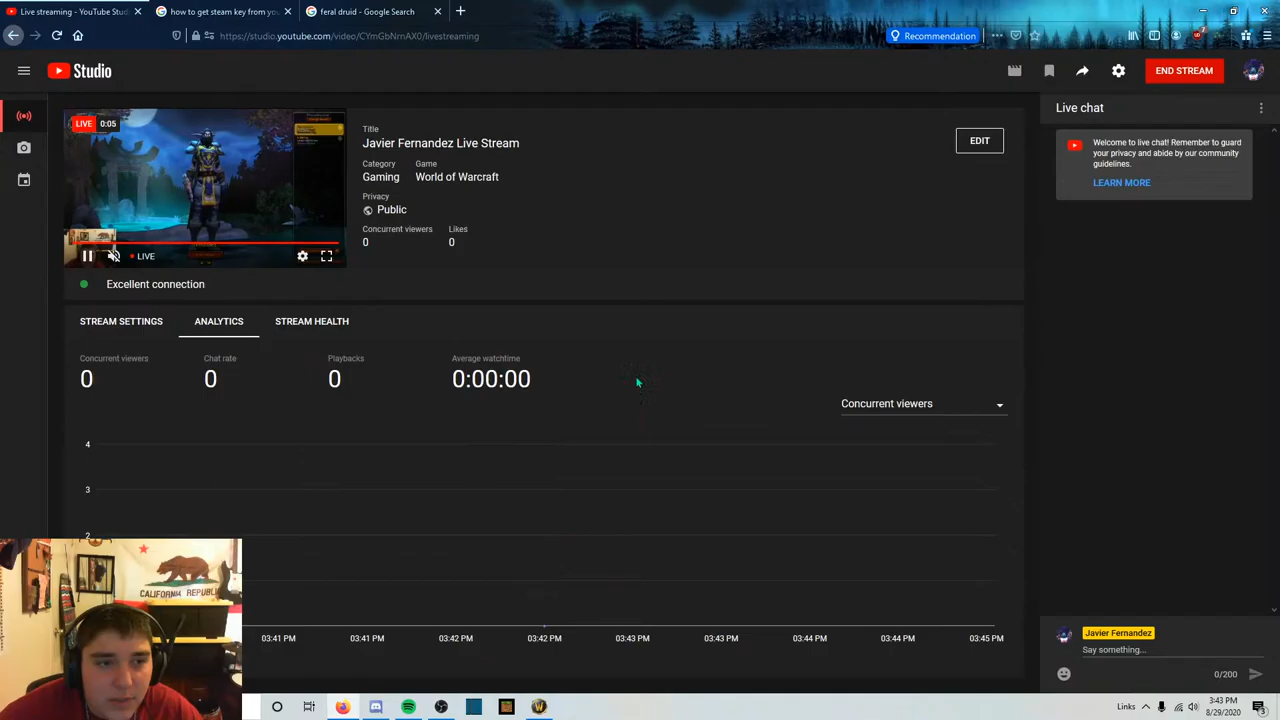 Live streaming - YouTube Stud
how to get steam key from you
feral druid - Google Search
https://studio.youtube.com/video/CYmGbNrnAX0/livestreaming
Recommendation
Studio
END STREAM
LIVE 0:05
LIVE
Title
Javier Fernandez Live Stream
Category Game
Gaming World of Warcraft
Privacy
Public
Concurrent viewers Likes
0 0
EDIT
Excellent connection
STREAM SETTINGS ANALYTICS STREAM HEALTH
Concurrent viewers Chat rate Playbacks Average watchtime
0 0 0 0:00:00
Concurrent viewers
4
3
2
03:41 PM 03:41 PM 03:42 PM 03:42 PM 03:43 PM 03:43 PM 03:44 PM 03:44 PM 03:45 PM
Live chat
Welcome to live chat! Remember to guard
your privacy and abide by our community
guidelines.
LEARN MORE
Javier Fernandez
Say something...
0/200
CALIFORNIA REPUBLIC
Links
3:43 PM
8/29/2020
3